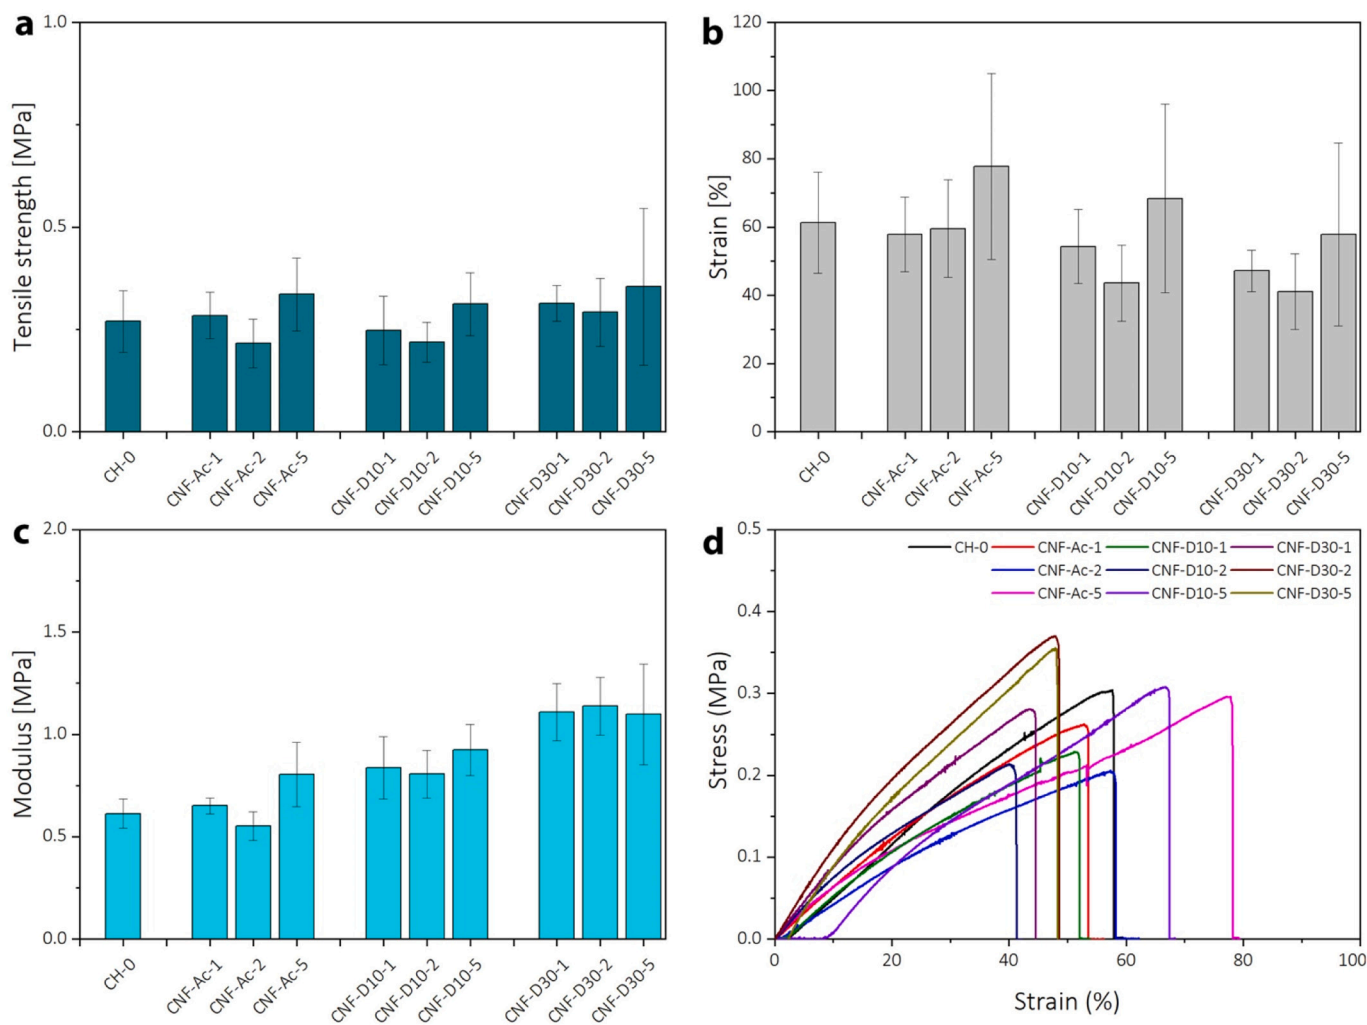 a
Tensile strength [MPa]
1.0
0.5
0.0
CH-0
CNF-Ac-1
CNF-Ac-2
CNF-Ac-5
CNF-D10-1
CNF-D10-2
CNF-D10-5
CNF-D30-1
CNF-D30-2
CNF-D30-5
b
Strain [%]
120
100
80
60
40
20
0
CH-0
CNF-Ac-1
CNF-Ac-2
CNF-Ac-5
CNF-D10-1
CNF-D10-2
CNF-D10-5
CNF-D30-1
CNF-D30-2
CNF-D30-5
c
Modulus [MPa]
2.0
1.5
1.0
0.5
0.0
CH-0
CNF-Ac-1
CNF-Ac-2
CNF-Ac-5
CNF-D10-1
CNF-D10-2
CNF-D10-5
CNF-D30-1
CNF-D30-2
CNF-D30-5
d
Stress (MPa)
0.5
0.4
0.3
0.2
0.1
0.0
CH-0 CNF-Ac-1 CNF-D10-1 CNF-D30-1
CNF-Ac-2 CNF-D10-2 CNF-D30-2
CNF-Ac-5 CNF-D10-5 CNF-D30-5
0 20 40 60 80 100
Strain (%)